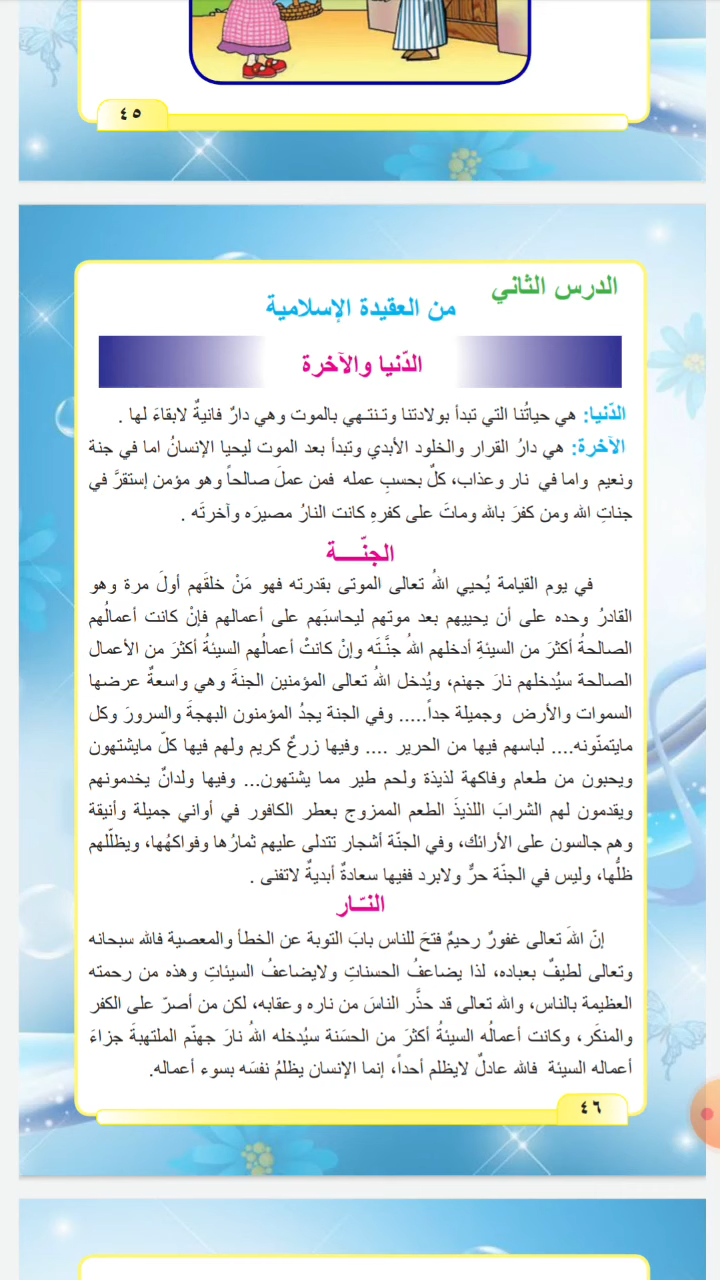 ٤٥
الدرس الثاني
من العقيدة الإسلامية
الدّنيا والآخرة
الدّنيا: هي حياتُنا التي تبدأ بولادتنا وتنتهي بالموت وهي دارٌ فانيةٌ لابقاءَ لها .
الآخرة: هي دارُ القرار والخلود الأبدي وتبدأ بعد الموت ليحيا الإنسانُ اما في جنة
ونعيم واما في نار وعذاب، كلٌ بحسبِ عمله فمن عملَ صالحاً وهو مؤمن إستقرَّ في
جناتِ الله ومن كفرَ بالله وماتَ على كفرهِ كانت النارُ مصيرَه وآخرتَه .
الجنّـــة
في يوم القيامة يُحيي اللهُ تعالى الموتى بقدرته فهو مَنْ خلقَهم أولَ مرة وهو
القادرُ وحده على أن يحييهم بعد موتهم ليحاسبَهم على أعمالهم فإنْ كانت أعمالُهم
الصالحةُ أكثرَ من السيئةِ أدخلهم اللهُ جنَّتَه وإنْ كانتْ أعمالُهم السيئةُ أكثرَ من الأعمال
الصالحة سيُدخلهم نارَ جهنم، ويُدخل اللهُ تعالى المؤمنين الجنةَ وهي واسعةٌ عرضها
السموات والأرض وجميلة جداً..... وفي الجنة يجدُ المؤمنون البهجةَ والسرورَ وكل
مايتمنّونه.... لباسهم فيها من الحرير .... وفيها زرعٌ كريم ولهم فيها كلّ مايشتهون
ويحبون من طعام وفاكهة لذيذة ولحم طير مما يشتهون... وفيها ولدانٌ يخدمونهم
ويقدمون لهم الشرابَ اللذيذَ الطعم الممزوج بعطر الكافور في أواني جميلة وأنيقة
وهم جالسون على الأرائك، وفي الجنّة أشجار تتدلى عليهم ثمارُها وفواكهُها، ويظلّلهم
ظلُّها، وليس في الجنّة حرٌّ ولابرد ففيها سعادةٌ أبديةٌ لاتفنى .
النـّـار
إنّ اللهَ تعالى غفورٌ رحيمٌ فتحَ للناس بابَ التوبة عن الخطأ والمعصية فالله سبحانه
وتعالى لطيفٌ بعباده، لذا يضاعفُ الحسناتِ ولايضاعفُ السيئاتِ وهذه من رحمته
العظيمة بالناس، والله تعالى قد حذَّر الناسَ من ناره وعقابه، لكن من أصرّ على الكفر
والمنكَر، وكانت أعمالُه السيئةُ أكثرَ من الحسَنة سيُدخله اللهُ نارَ جهنّم الملتهبةَ جزاءَ
أعماله السيئة فالله عادلٌ لايظلم أحداً، إنما الإنسان يظلمُ نفسَه بسوء أعماله.
٤٦